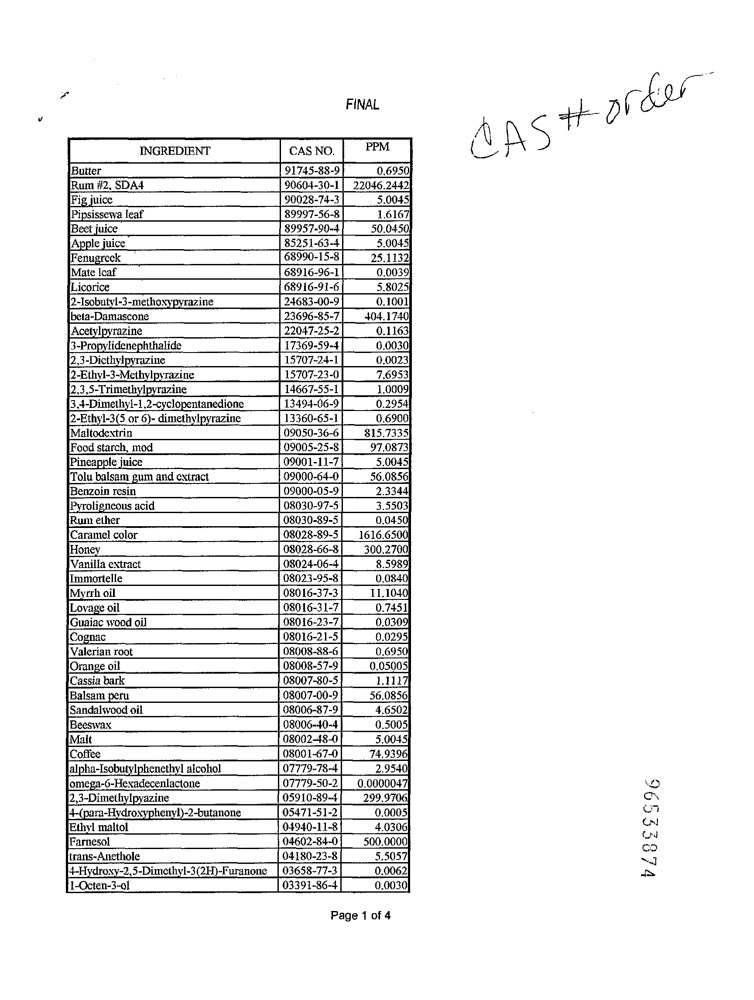 CAS # order
FINAL
INGREDIENT CAS NO. PPM
Butter 91745-88-9 0.6950
Rum #2, SDA4 90604-30-1 22046.2442
Fig juice 90028-74-3 5.0045
Pipsissewa leaf 89997-56-8 1.6167
Beet juice 89957-90-4 50.0450
Apple juice 85251-63-4 5.0045
Fenugreek 68990-15-8 25.1132
Mate leaf 68916-96-1 0.0039
Licorice 68916-91-6 5.8025
2-Isobutyl-3-methoxypyrazine 24683-00-9 0.1001
beta-Damascone 23696-85-7 404.1740
Acetylpyrazine 22047-25-2 0.1163
3-Propylidenephthalide 17369-59-4 0.0030
2,3-Diethylpyrazine 15707-24-1 0.0023
2-Ethyl-3-Methylpyrazine 15707-23-0 7.6953
2,3,5-Trimethylpyrazine 14667-55-1 1.0009
3,4-Dimethyl-1,2-cyclopentanedione 13494-06-9 0.2954
2-Ethyl-3(5 or 6)- dimethylpyrazine 13360-65-1 0.6900
Maltodextrin 09050-36-6 815.7335
Food starch, mod 09005-25-8 97.0873
Pineapple juice 09001-11-7 5.0045
Tolu balsam gum and extract 09000-64-0 56.0856
Benzoin resin 09000-05-9 2.3344
Pyroligneous acid 08030-97-5 3.5503
Rum ether 08030-89-5 0.0450
Caramel color 08028-89-5 1616.6500
Honey 08028-66-8 300.2700
Vanilla extract 08024-06-4 8.5989
Immortelle 08023-95-8 0.0840
Myrrh oil 08016-37-3 11.1040
Lovage oil 08016-31-7 0.7451
Guaiac wood oil 08016-23-7 0.0309
Cognac 08016-21-5 0.0295
Valerian root 08008-88-6 0.6950
Orange oil 08008-57-9 0.05005
Cassia bark 08007-80-5 1.1117
Balsam peru 08007-00-9 56.0856
Sandalwood oil 08006-87-9 4.6502
Beeswax 08006-40-4 0.5005
Malt 08002-48-0 5.0045
Coffee 08001-67-0 74.9396
alpha-Isobutylphenethyl alcohol 07779-78-4 2.9540
omega-6-Hexadecenlactone 07779-50-2 0.0000047
2,3-Dimethylpyazine 05910-89-4 299.9706
4-(para-Hydroxyphenyl)-2-butanone 05471-51-2 0.0005
Ethyl maltol 04940-11-8 4.0306
Farnesol 04602-84-0 500.0000
trans-Anethole 04180-23-8 5.5057
4-Hydroxy-2,5-Dimethyl-3(2H)-Furanone 03658-77-3 0.0062
1-Octen-3-ol 03391-86-4 0.0030
Page 1 of 4
96533874